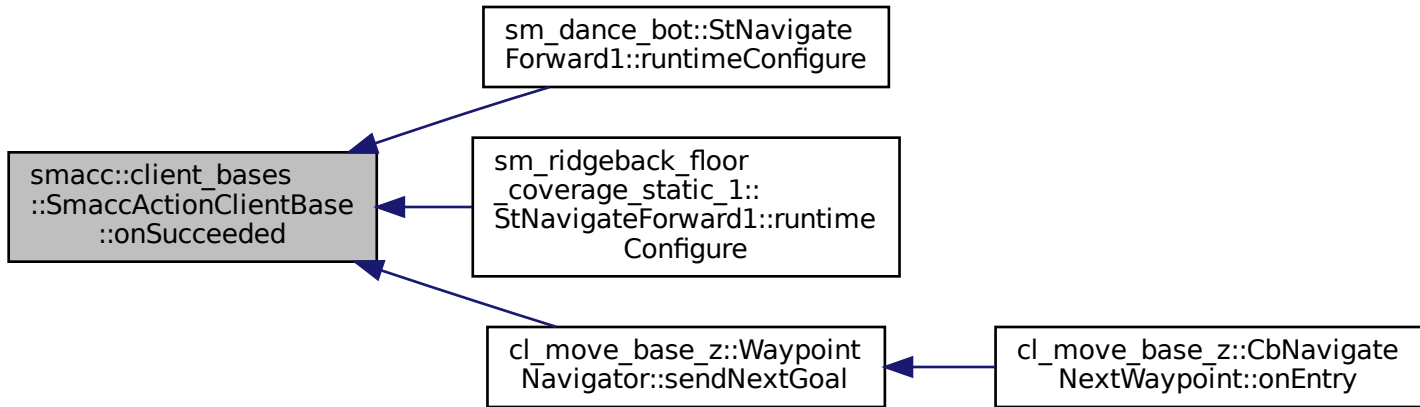 smacc::client_bases
::SmaccActionClientBase
::onSucceeded
sm_dance_bot::StNavigate
Forward1::runtimeConfigure
sm_ridgeback_floor
_coverage_static_1::
StNavigateForward1::runtime
Configure
cl_move_base_z::Waypoint
Navigator::sendNextGoal
cl_move_base_z::CbNavigate
NextWaypoint::onEntry